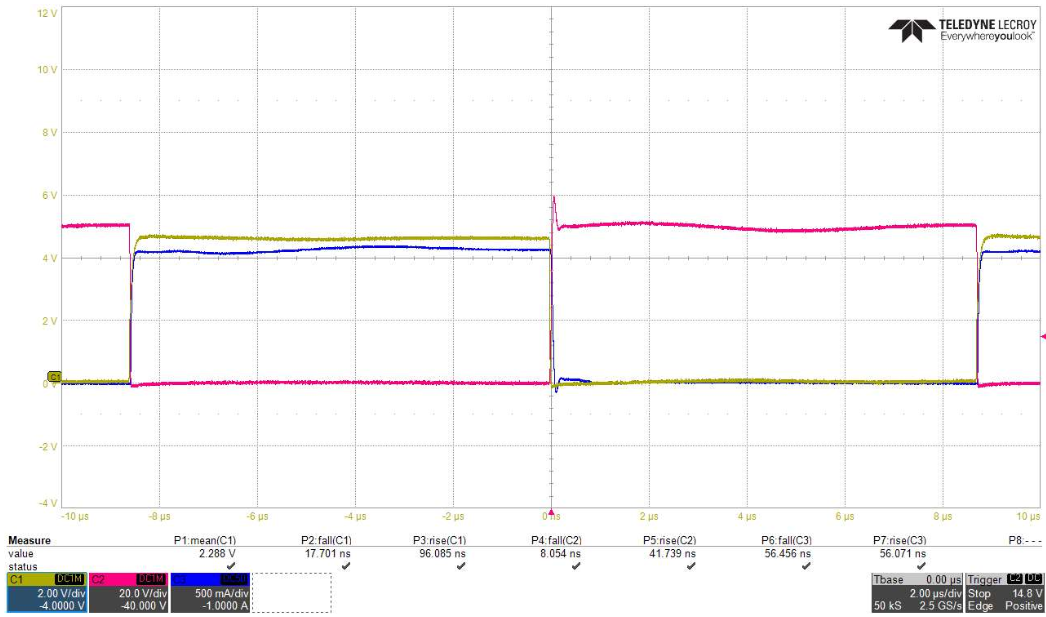 12 V
TELEDYNE LECROY
Everywhereyoulook™
10 V
8 V
6 V
4 V
2 V
C1
0 V
-2 V
-4 V
-10 µs -8 µs -6 µs -4 µs -2 µs 0 ns 2 µs 4 µs 6 µs 8 µs 10 µs
Measure P1:mean(C1) P2:fall(C1) P3:rise(C1) P4:fall(C2) P5:rise(C2) P6:fall(C3) P7:rise(C3) P8:- - -
value 2.288 V 17.701 ns 96.085 ns 8.054 ns 41.739 ns 56.456 ns 56.071 ns
status
C1 DC1M C2 DC1M C3 Tbase 0.00 µs Trigger C2 DC
2.00 V/div 20.0 V/div 500 mA/div 2.00 µs/div Stop 14.8 V
-4.0000 V -40.000 V -1.0000 A 50 kS 2.5 GS/s Edge Positive